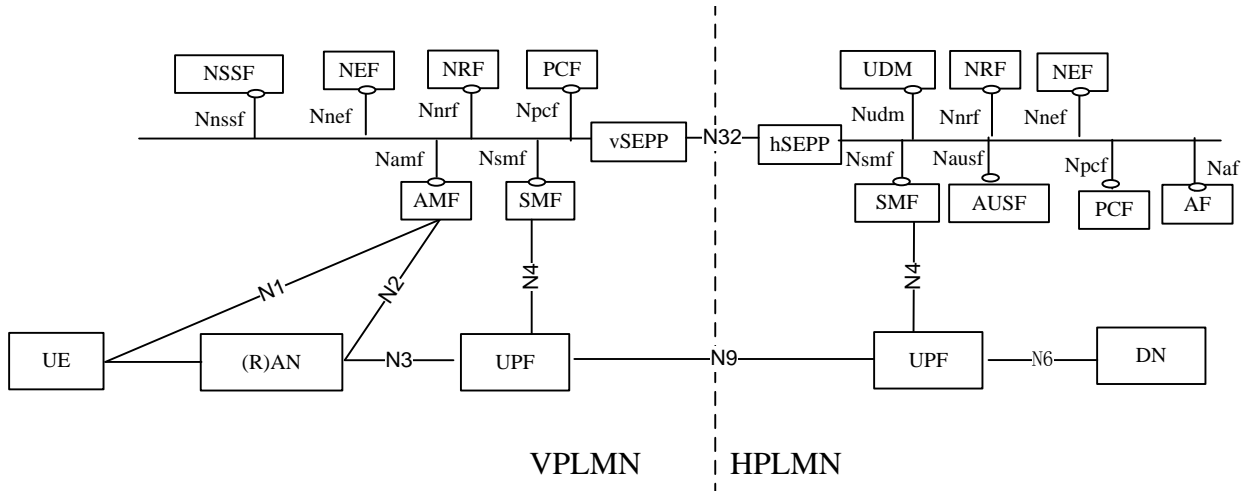 NSSF NEF NRF PCF UDM NRF NEF
Nnssf Nnef Nnrf Npcf Nudm Nnrf Nnef
vSEPP N32 hSEPP
Namf Nsmf Nsmf Nausf Npcf Naf
AMF SMF SMF AUSF PCF AF
N1 N2 N4 N4
UE (R)AN N3 UPF N9 UPF N6 DN
VPLMN HPLMN